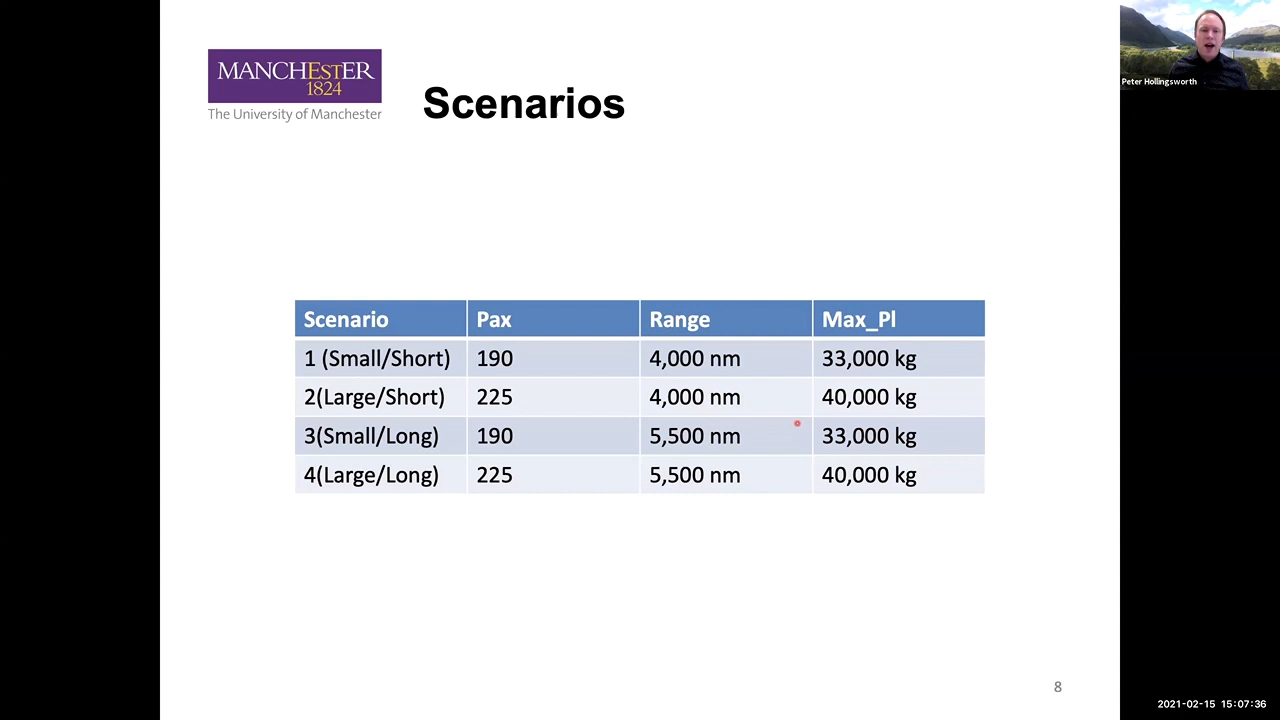 MANCHESTER
1824
The University of Manchester
Scenarios
Peter Hollingsworth
Scenario Pax Range Max_Pl
1 (Small/Short) 190 4,000 nm 33,000 kg
2(Large/Short) 225 4,000 nm 40,000 kg
3(Small/Long) 190 5,500 nm 33,000 kg
4(Large/Long) 225 5,500 nm 40,000 kg
8
2021-02-15 15:07:36